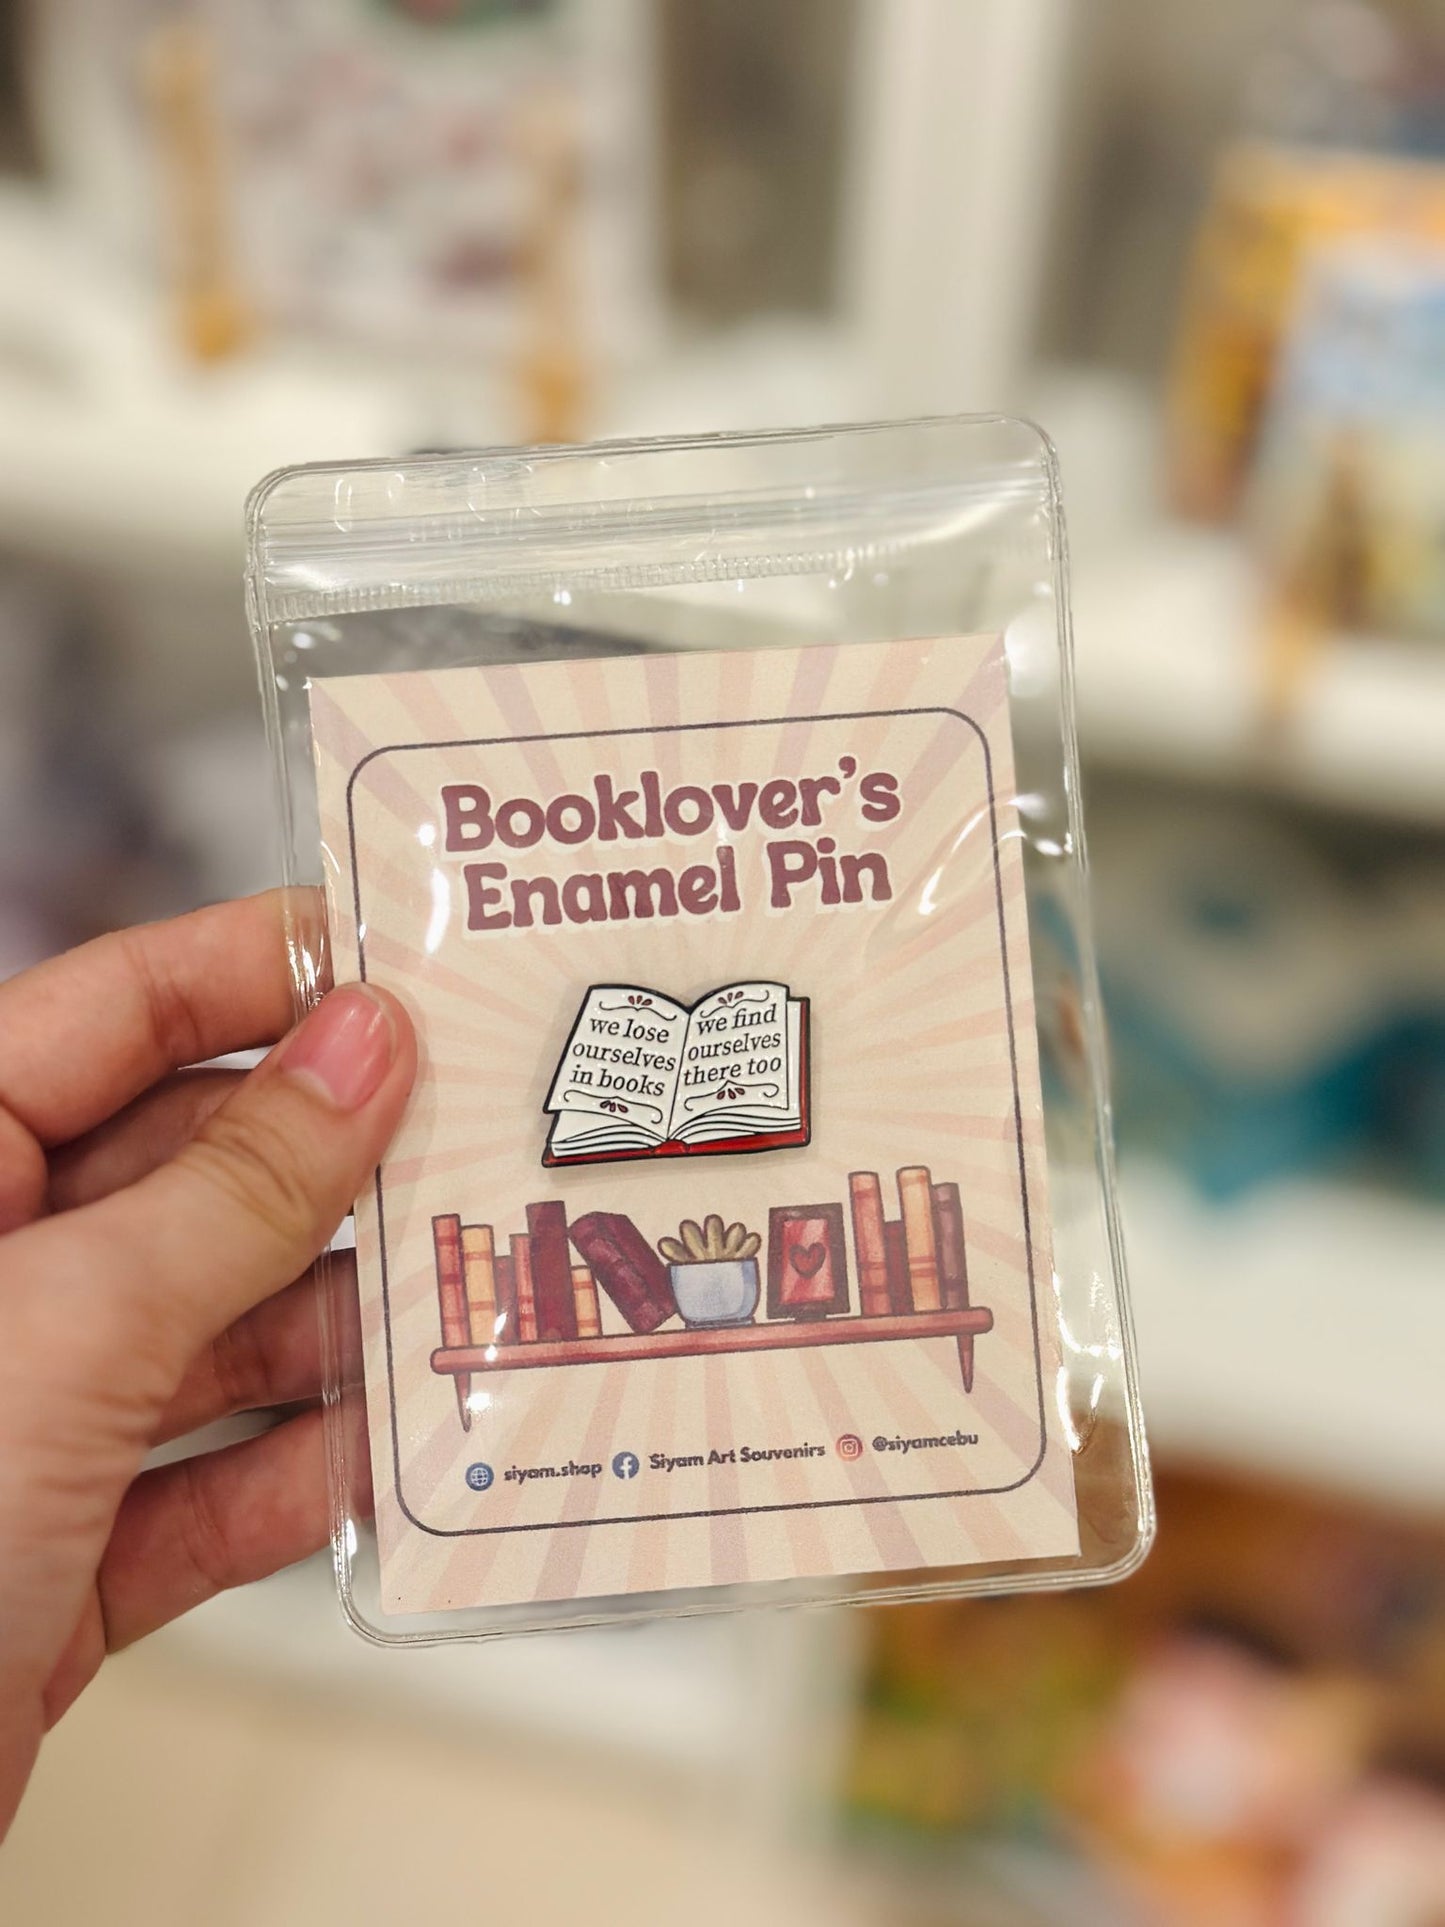 Booklover's
Enamel Pin
we lose
ourselves
in books
we find
ourselves
there too
siyam.shop Siyam Art Souvenirs @siyamcebu